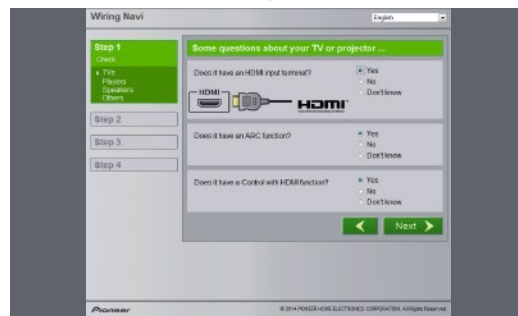 Wiring Navi
English
Step 1
Check
TVs
Players
Speakers
Others
Step 2
Step 3
Step 4
Some questions about your TV or projector ...
Does it have an HDMI input terminal?
Yes
No
Don't know
HDMI
HDMI
Does it have an ARC function?
Yes
No
Don't know
Does it have a Control with HDMI function?
Yes
No
Don't know
Next
Pioneer
© 2014 PIONEER HOME ELECTRONICS CORPORATION. All Rights Reserved.